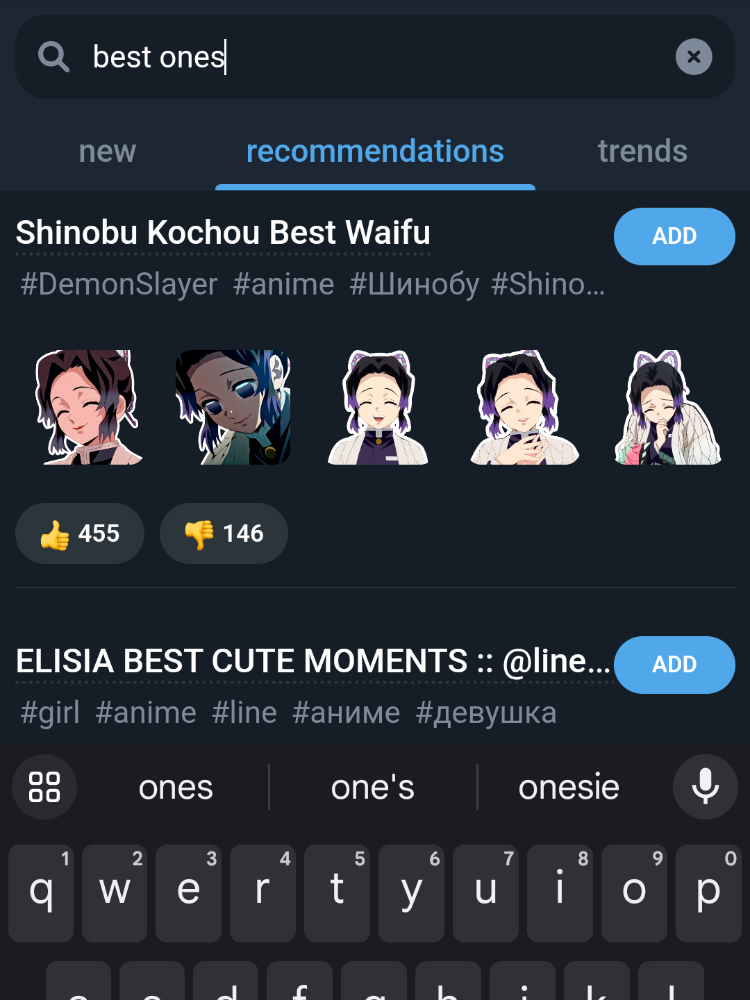 best ones
new recommendations trends
Shinobu Kochou Best Waifu
ADD
#DemonSlayer #anime #Шинобу #Shino...
👍 455 👎 146
ELISIA BEST CUTE MOMENTS :: @line...
ADD
#girl #anime #line #аниме #девушка
ones one's onesie
1 2 3 4 5 6 7 8 9 0
q w e r t y u i o p
a s d f g h j k l